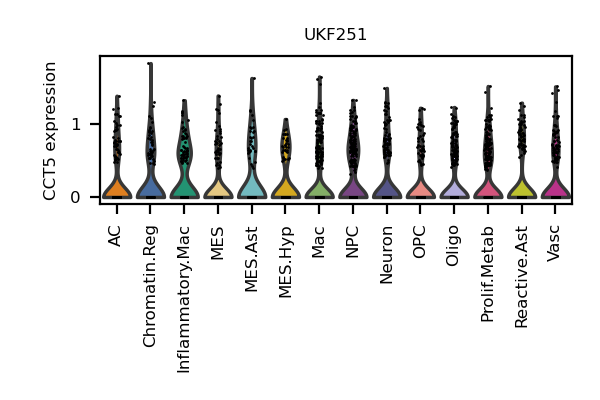 UKF251
CCT5 expression
1
0
AC
Chromatin.Reg
Inflammatory.Mac
MES
MES.Ast
MES.Hyp
Mac
NPC
Neuron
OPC
Oligo
Prolif.Metab
Reactive.Ast
Vasc